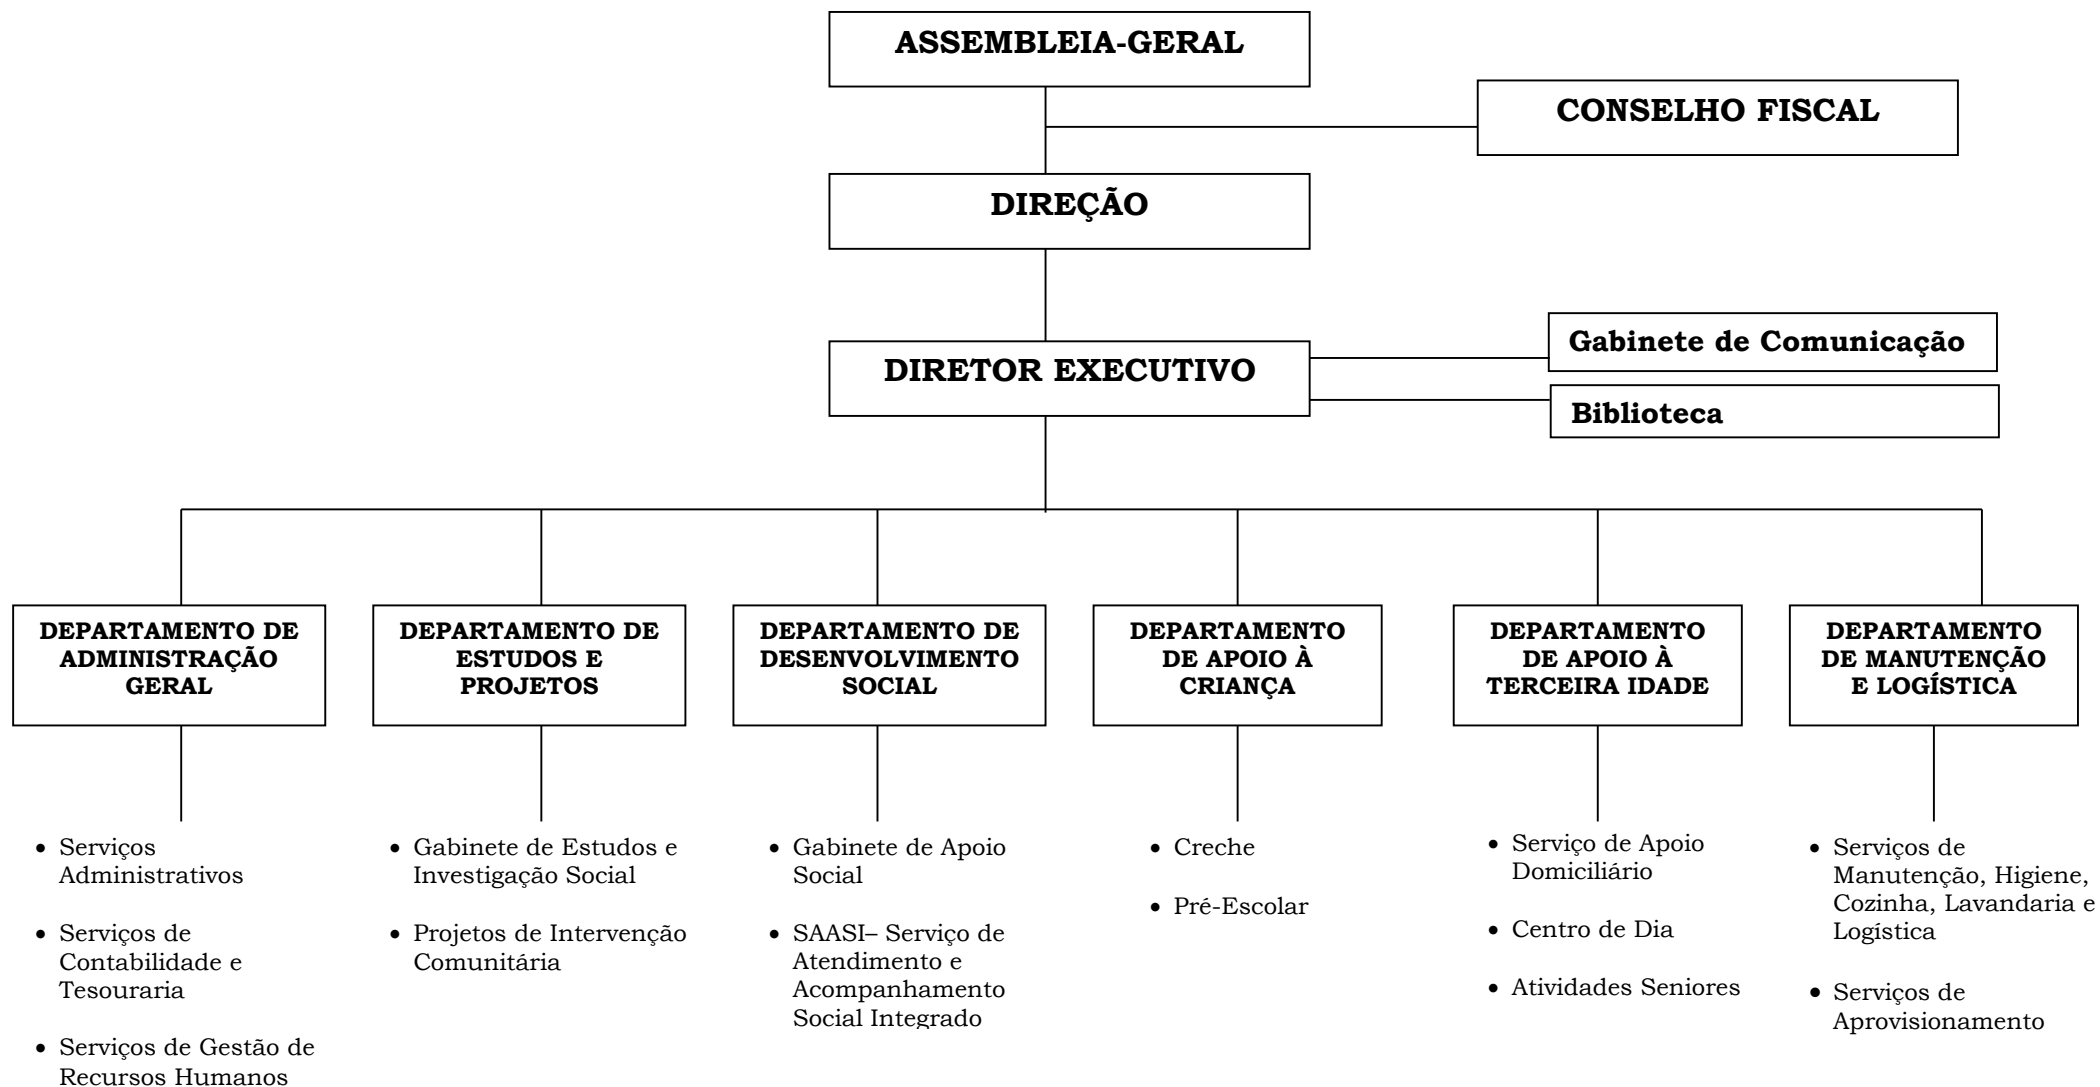 ASSEMBLEIA-GERAL
CONSELHO FISCAL
DIREÇÃO
DIRETOR EXECUTIVO
Gabinete de Comunicação
Biblioteca
DEPARTAMENTO DE
ADMINISTRAÇÃO
GERAL
DEPARTAMENTO DE
ESTUDOS E
PROJETOS
DEPARTAMENTO DE
DESENVOLVIMENTO
SOCIAL
DEPARTAMENTO
DE APOIO À
CRIANÇA
DEPARTAMENTO
DE APOIO À
TERCEIRA IDADE
DEPARTAMENTO
DE MANUTENÇÃO
E LOGÍSTICA
• Serviços
Administrativos
• Serviços de
Contabilidade e
Tesouraria
• Serviços de Gestão de
Recursos Humanos
• Gabinete de Estudos e
Investigação Social
• Projetos de Intervenção
Comunitária
• Gabinete de Apoio
Social
• SAASI– Serviço de
Atendimento e
Acompanhamento
Social Integrado
• Creche
• Pré-Escolar
• Serviço de Apoio
Domiciliário
• Centro de Dia
• Atividades Seniores
• Serviços de
Manutenção, Higiene,
Cozinha, Lavandaria e
Logística
• Serviços de
Aprovisionamento